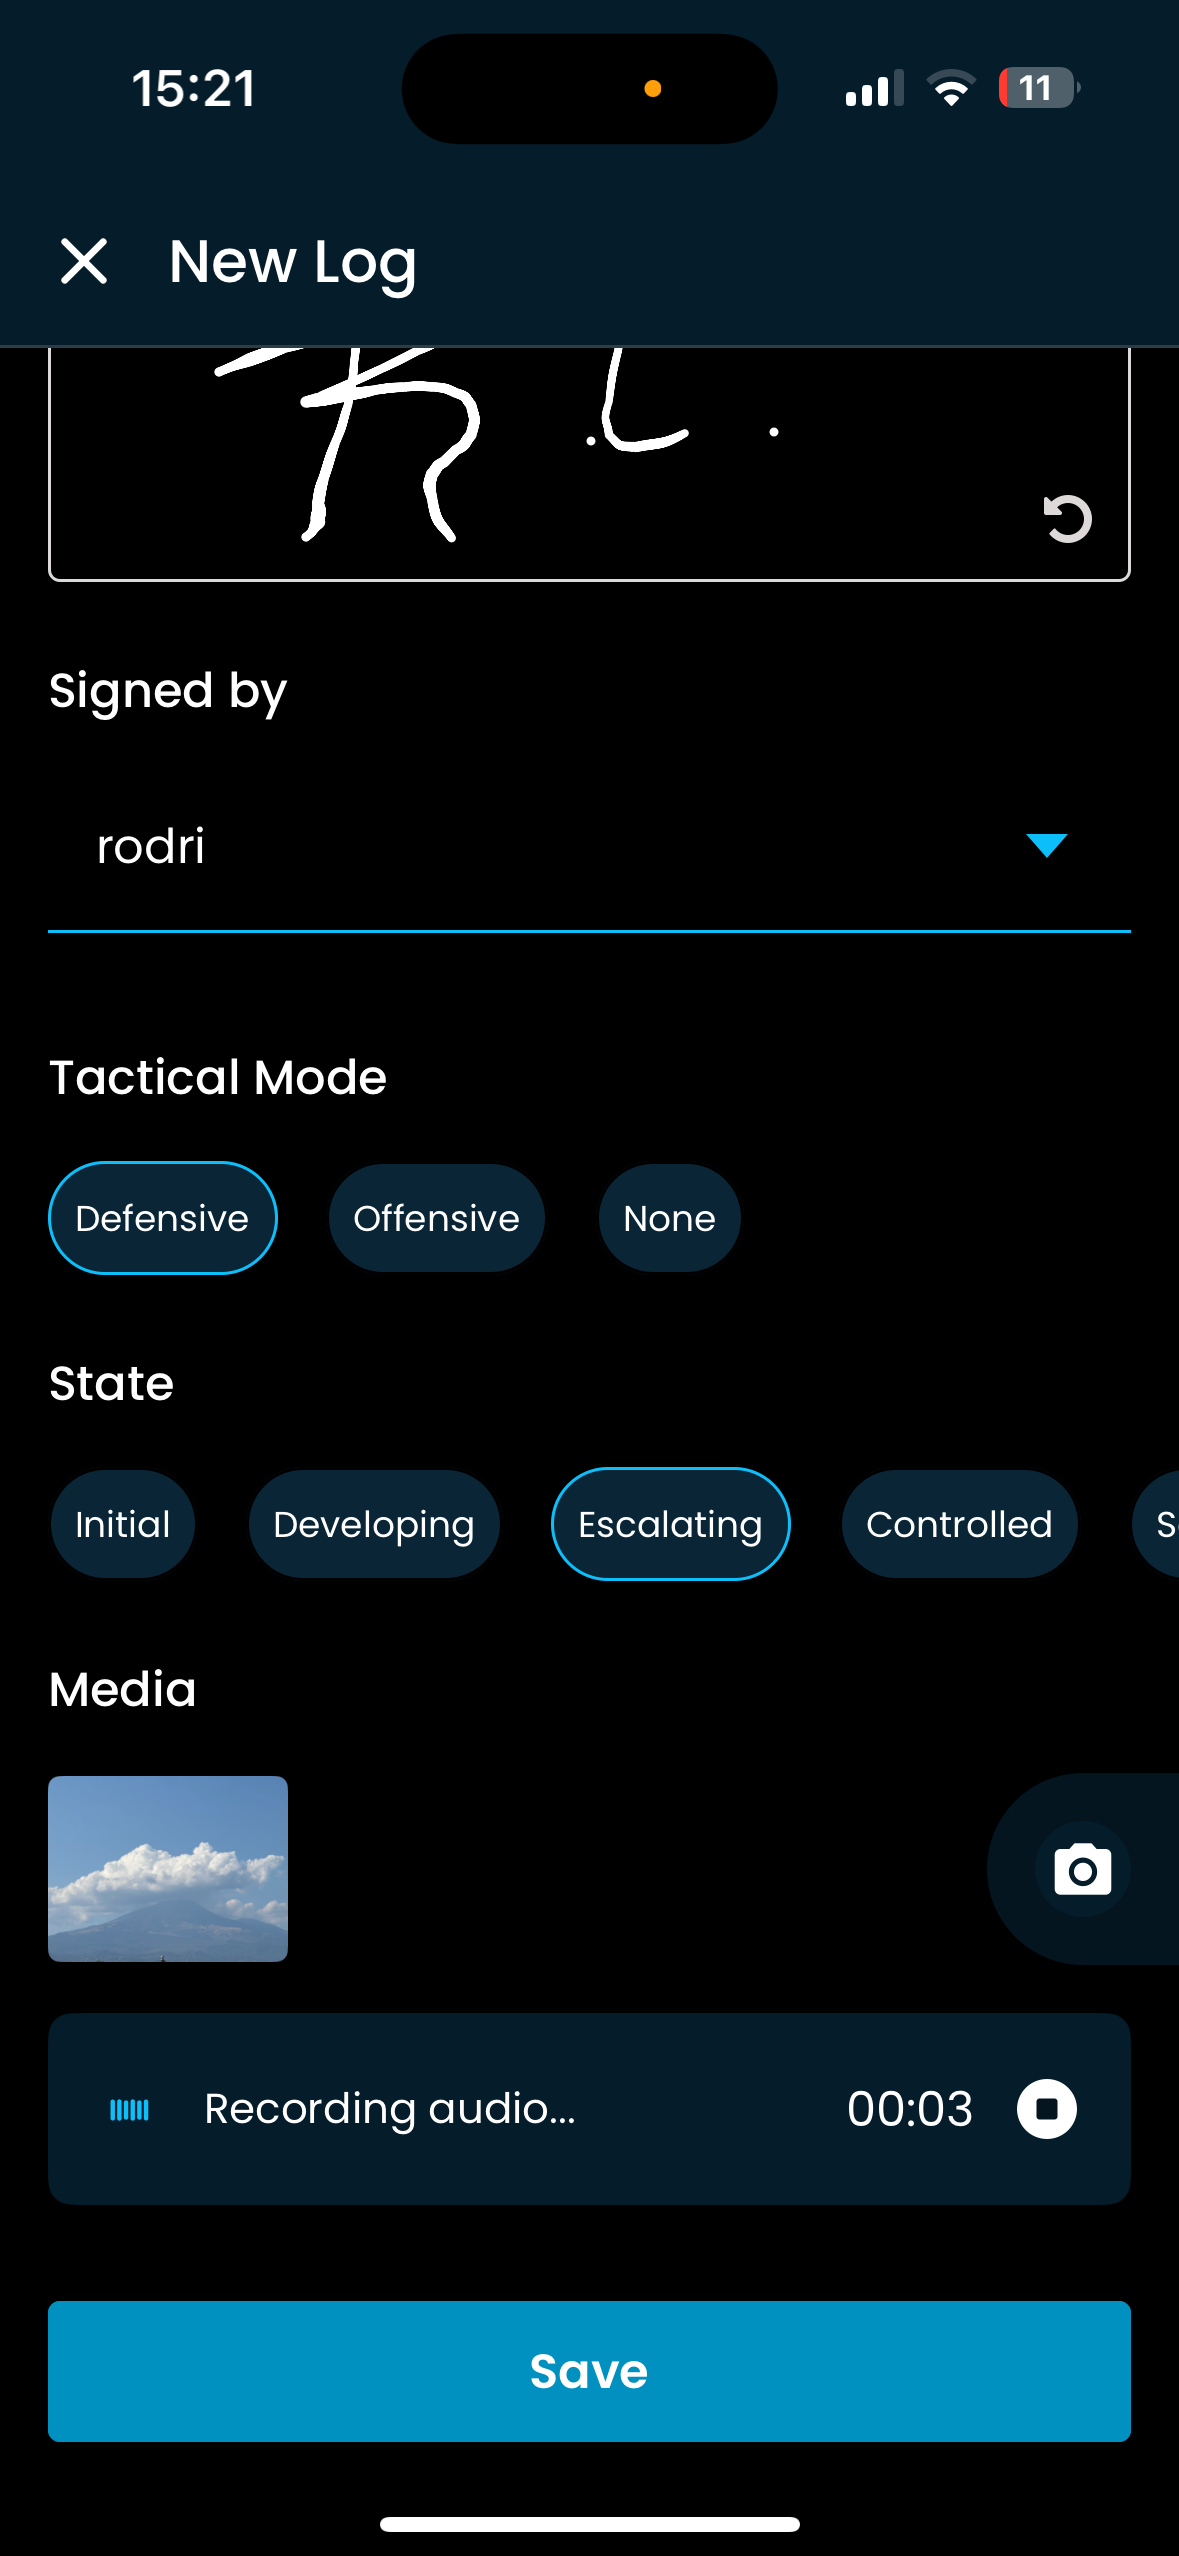 15:21
11
New Log
R. L.
Signed by
rodri
Tactical Mode
Defensive Offensive None
State
Initial Developing Escalating Controlled
Media
Recording audio... 00:03
Save